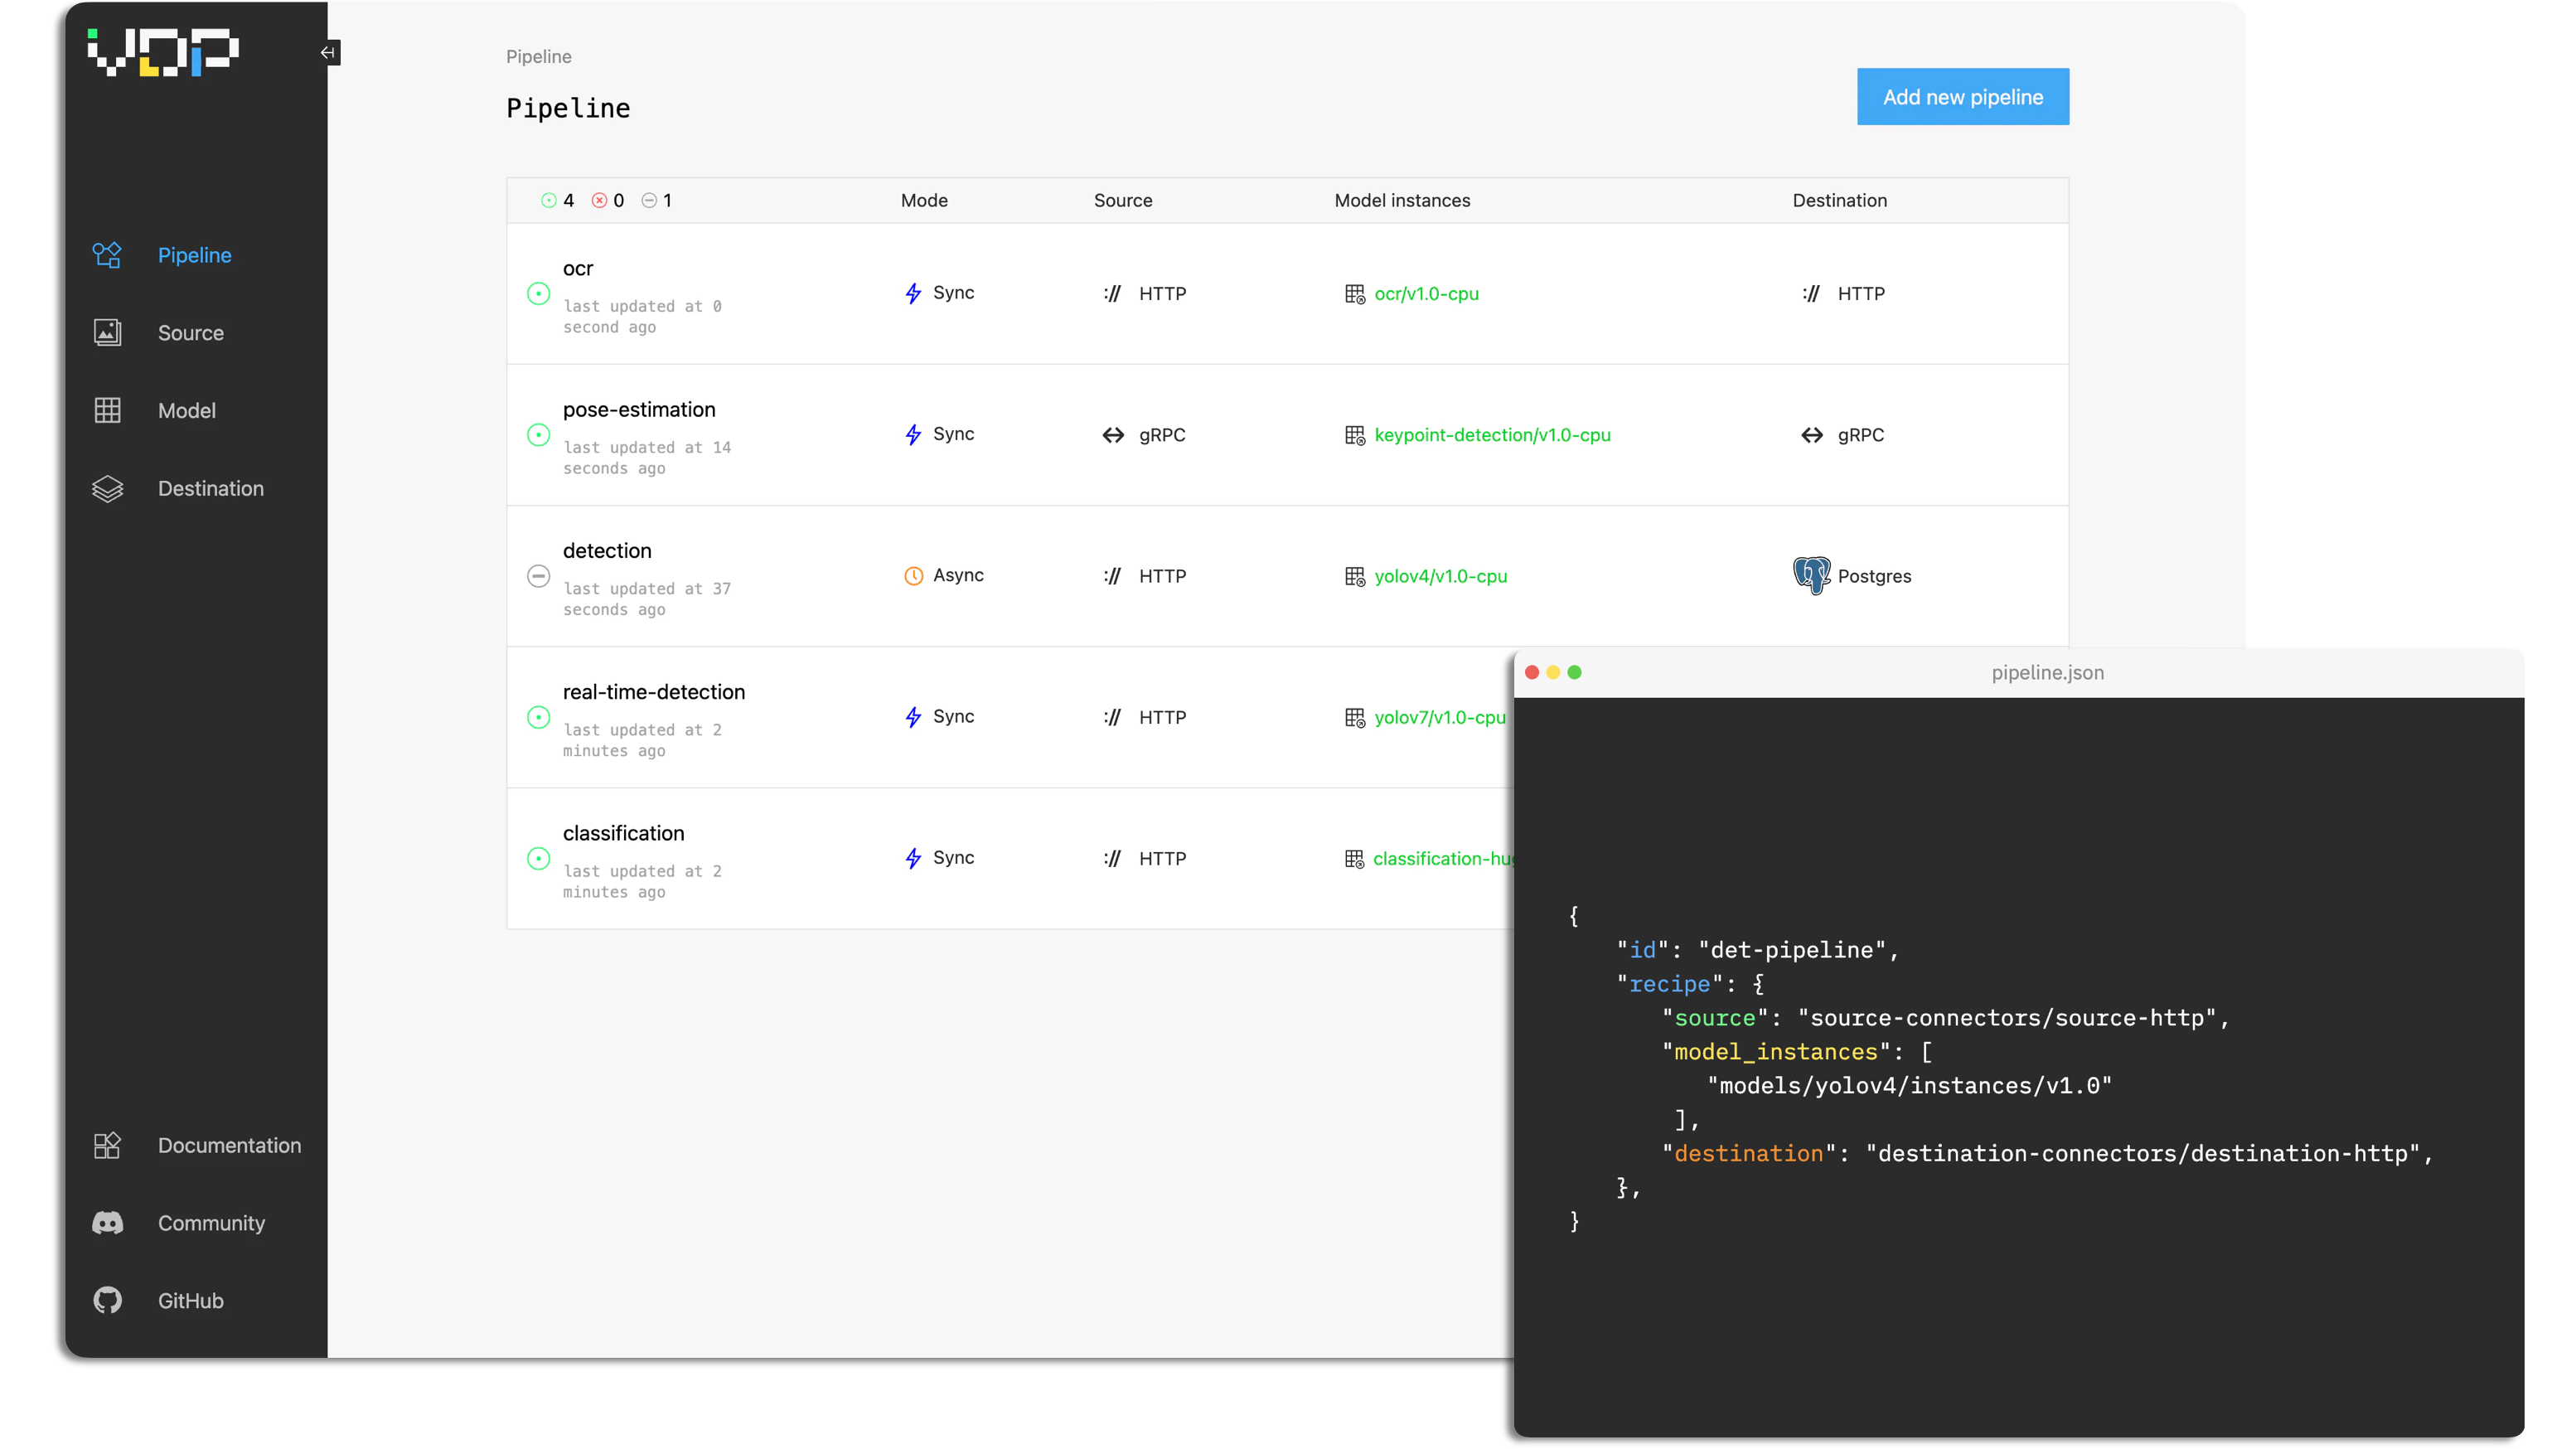 VDP
Pipeline
Source
Model
Destination
Documentation
Community
GitHub
Pipeline
Pipeline
Add new pipeline
4 0 1 Mode Source Model instances Destination
ocr
last updated at 0
second ago
Sync :// HTTP ocr/v1.0-cpu :// HTTP
pose-estimation
last updated at 14
seconds ago
Sync gRPC keypoint-detection/v1.0-cpu gRPC
detection
last updated at 37
seconds ago
Async :// HTTP yolov4/v1.0-cpu Postgres
real-time-detection
last updated at 2
minutes ago
Sync :// HTTP yolov7/v1.0-cpu
classification
last updated at 2
minutes ago
Sync :// HTTP classification-hu
pipeline.json
{
"id": "det-pipeline",
"recipe": {
"source": "source-connectors/source-http",
"model_instances": [
"models/yolov4/instances/v1.0"
],
"destination": "destination-connectors/destination-http",
},
}